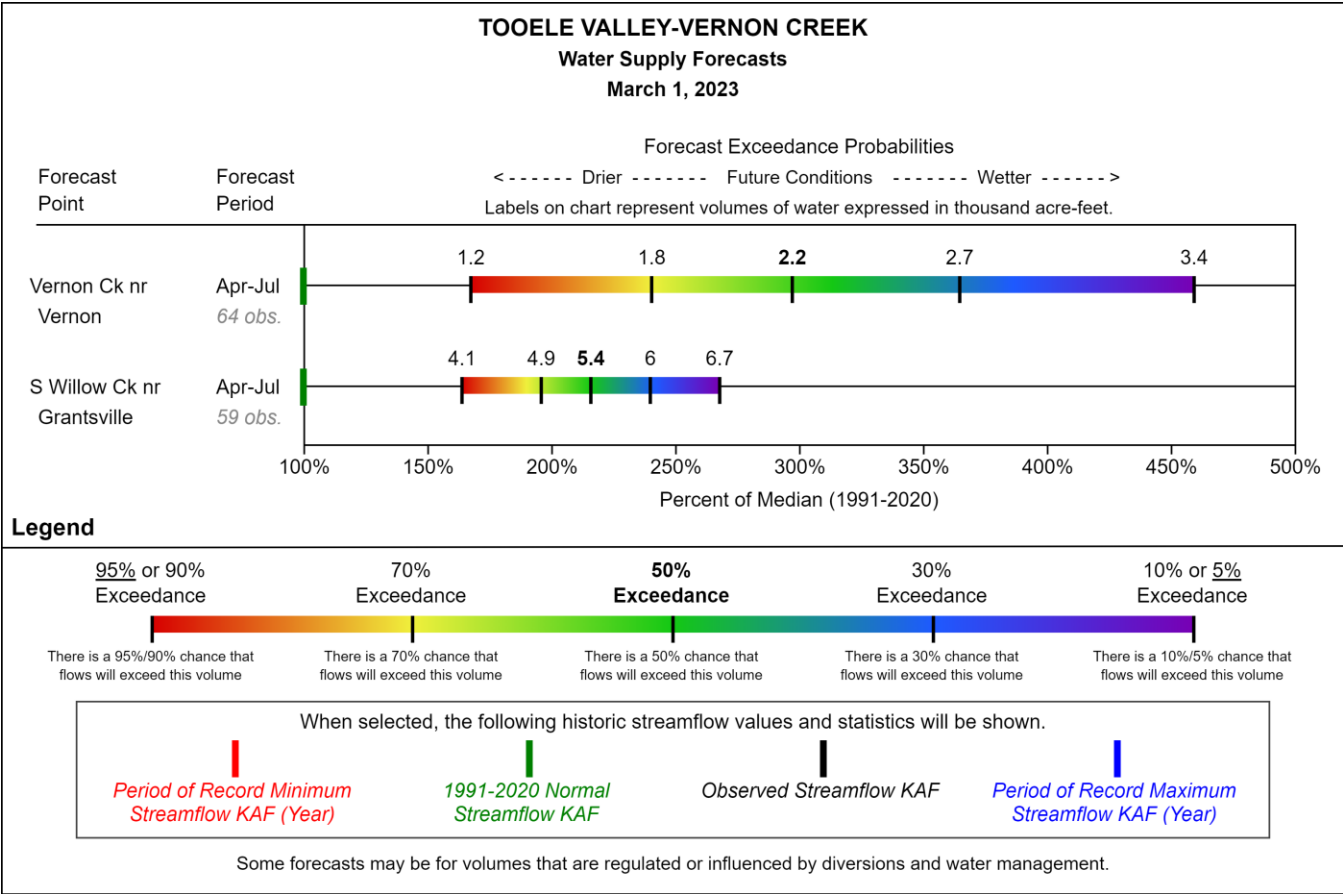 TOOELE VALLEY-VERNON CREEK
Water Supply Forecasts
March 1, 2023
Forecast Exceedance Probabilities
Forecast Point
Forecast Period
<- - - - - - Drier - - - - - - - Future Conditions - - - - - - - Wetter - - - - - ->
Labels on chart represent volumes of water expressed in thousand acre-feet.
1.2 1.8 2.2 2.7 3.4
Vernon Ck nr Apr-Jul
Vernon 64 obs.
4.1 4.9 5.4 6 6.7
S Willow Ck nr Apr-Jul
Grantsville 59 obs.
100% 150% 200% 250% 300% 350% 400% 450% 500%
Percent of Median (1991-2020)
Legend
95% or 90% Exceedance
70% Exceedance
50% Exceedance
30% Exceedance
10% or 5% Exceedance
There is a 95%/90% chance that
flows will exceed this volume
There is a 70% chance that
flows will exceed this volume
There is a 50% chance that
flows will exceed this volume
There is a 30% chance that
flows will exceed this volume
There is a 10%/5% chance that
flows will exceed this volume
When selected, the following historic streamflow values and statistics will be shown.
Period of Record Minimum
Streamflow KAF (Year)
1991-2020 Normal
Streamflow KAF
Observed Streamflow KAF
Period of Record Maximum
Streamflow KAF (Year)
Some forecasts may be for volumes that are regulated or influenced by diversions and water management.